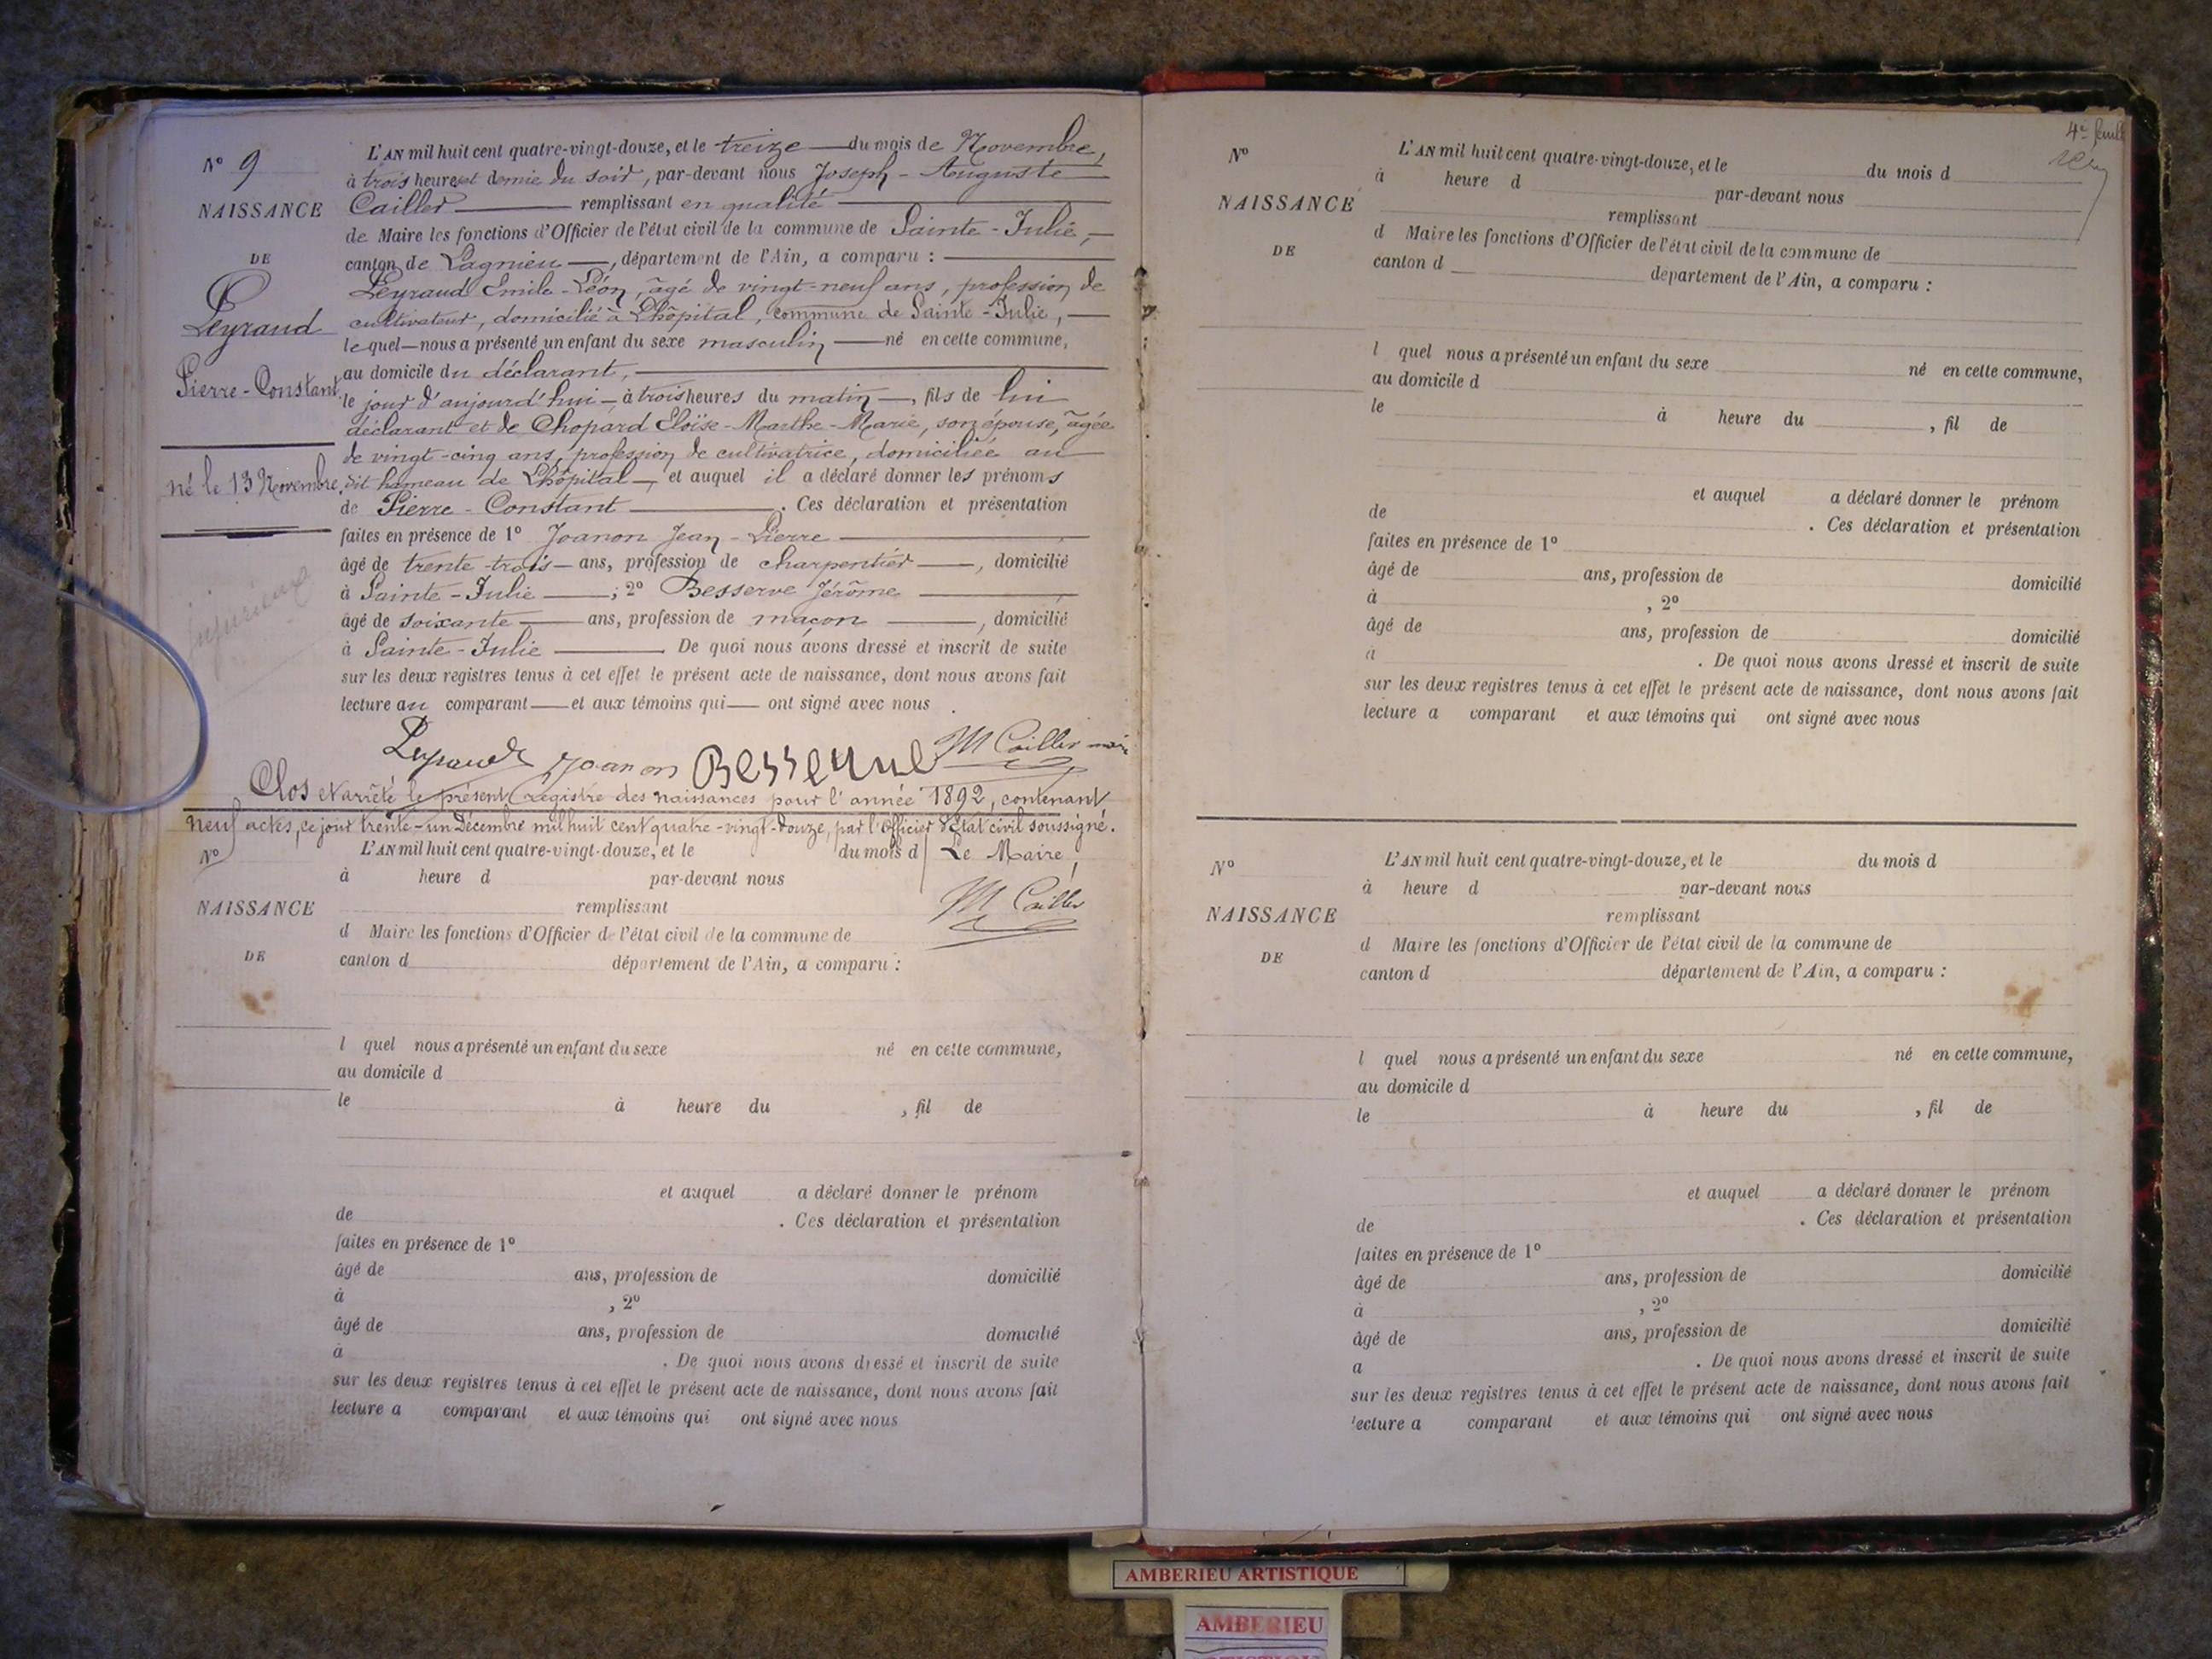 N° 9
NAISSANCE
DE
Leyraud
Pierre-Constant
né le 13 Novembre.
L'AN mil huit cent quatre-vingt-douze, et le treize du mois de Novembre,
à trois heures et demie du soir, par-devant nous Joseph-Auguste
Cailler remplissant en qualité
de Maire les fonctions d'Officier de l'état civil de la commune de Sainte-Julie,
canton de Lagnieu, département de l'Ain, a comparu :
Leyraud Emile-Léon, âgé de vingt-neuf ans, profession de
cultivateur, domicilié à Lhôpital, commune de Sainte-Julie,
lequel nous a présenté un enfant du sexe masculin né en cette commune,
au domicile du déclarant,
le jour d'aujourd'hui, à trois heures du matin, fils de lui
déclarant et de Chopard Eloïse-Marthe-Marie, son épouse, âgée
de vingt-cinq ans, profession de cultivatrice, domiciliée au
dit hameau de Lhôpital, et auquel il a déclaré donner les prénoms
de Pierre-Constant. Ces déclaration et présentation
faites en présence de 1° Joanon Jean-Pierre
âgé de trente-trois ans, profession de charpentier, domicilié
à Sainte-Julie ; 2° Besserve Jérôme
âgé de soixante ans, profession de maçon, domicilié
à Sainte-Julie. De quoi nous avons dressé et inscrit de suite
sur les deux registres tenus à cet effet le présent acte de naissance, dont nous avons fait
lecture au comparant et aux témoins qui ont signé avec nous.
Leyraud Joanon Besserve M Cailler maire
Clos et arrêté le présent registre des naissances pour l'année 1892, contenant
neuf actes, ce jour trente-un Décembre mil huit cent quatre-vingt-douze, par l'Officier d'Etat civil soussigné.
Le Maire,
M Cailler
N°
NAISSANCE
DE
L'AN mil huit cent quatre-vingt-douze, et le du mois d
à heure d par-devant nous
remplissant
d Maire les fonctions d'Officier de l'état civil de la commune de
canton d département de l'Ain, a comparu :
l quel nous a présenté un enfant du sexe né en cette commune,
au domicile d
le à heure du , fil de
et auquel a déclaré donner le prénom
de . Ces déclaration et présentation
faites en présence de 1°
âgé de ans, profession de domicilié
à , 2°
âgé de ans, profession de domicilié
à . De quoi nous avons dressé et inscrit de suite
sur les deux registres tenus à cet effet le présent acte de naissance, dont nous avons fait
lecture a comparant et aux témoins qui ont signé avec nous
4e
N°
NAISSANCE
DE
L'AN mil huit cent quatre-vingt-douze, et le du mois d
à heure d par-devant nous
remplissant
d Maire les fonctions d'Officier de l'état civil de la commune de
canton d département de l'Ain, a comparu :
l quel nous a présenté un enfant du sexe né en cette commune,
au domicile d
le à heure du , fil de
et auquel a déclaré donner le prénom
de . Ces déclaration et présentation
faites en présence de 1°
âgé de ans, profession de domicilié
à , 2°
âgé de ans, profession de domicilié
à . De quoi nous avons dressé et inscrit de suite
sur les deux registres tenus à cet effet le présent acte de naissance, dont nous avons fait
lecture a comparant et aux témoins qui ont signé avec nous
N°
NAISSANCE
DE
L'AN mil huit cent quatre-vingt-douze, et le du mois d
à heure d par-devant nous
remplissant
d Maire les fonctions d'Officier de l'état civil de la commune de
canton d département de l'Ain, a comparu :
l quel nous a présenté un enfant du sexe né en cette commune,
au domicile d
le à heure du , fil de
et auquel a déclaré donner le prénom
de . Ces déclaration et présentation
faites en présence de 1°
âgé de ans, profession de domicilié
à , 2°
âgé de ans, profession de domicilié
a . De quoi nous avons dressé et inscrit de suite
sur les deux registres tenus à cet effet le présent acte de naissance, dont nous avons fait
lecture a comparant et aux témoins qui ont signé avec nous
AMBERIEU ARTISTIQUE
AMBERIEU